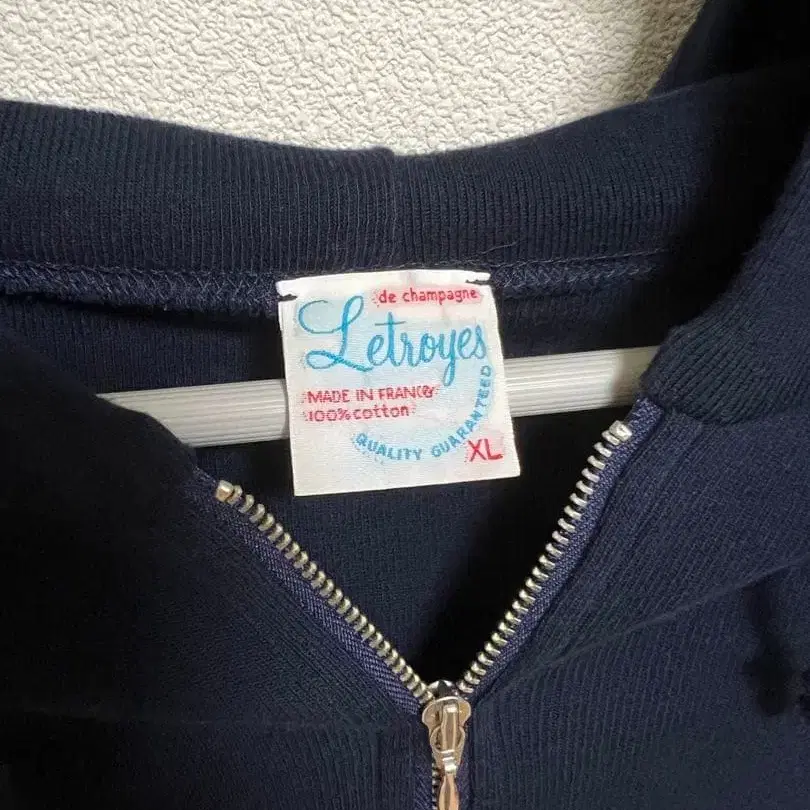 de champagne
Letroyes
MADE IN FRANCE
100% cotton
QUALITY GUARANTEED
XL